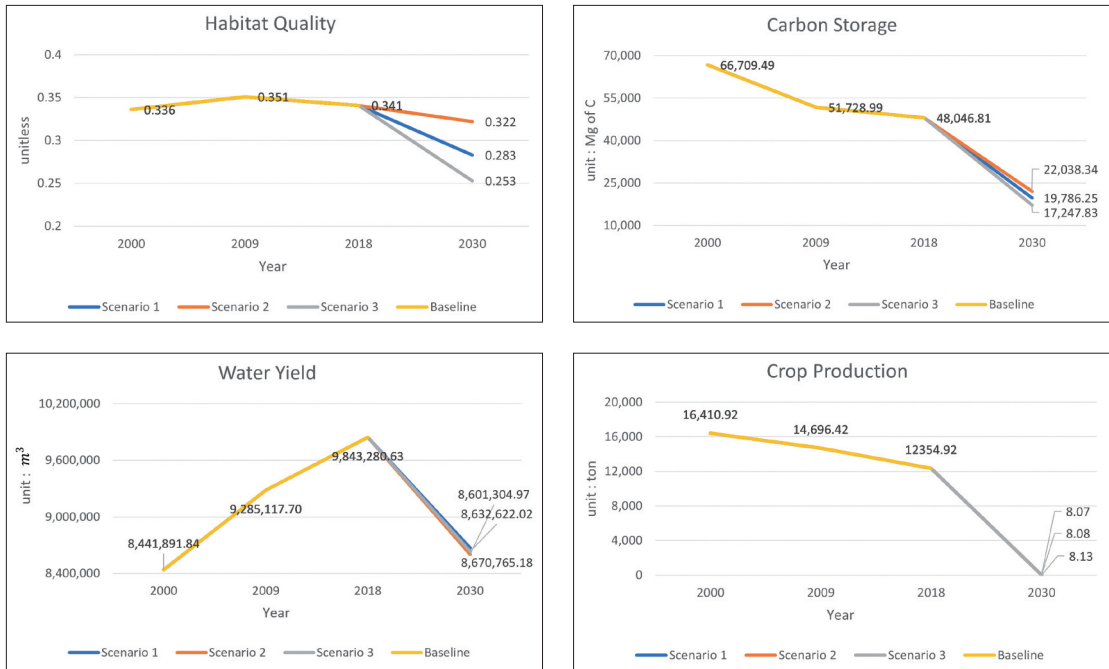 Habitat Quality
0.4
0.35
0.3
0.25
0.2
unitless
0.336
0.351
0.341
0.322
0.283
0.253
2000 2009 2018 2030
Year
Scenario 1 Scenario 2 Scenario 3 Baseline
Carbon Storage
70,000
55,000
40,000
25,000
10,000
unit : Mg of C
66,709.49
51,728.99
48,046.81
22,038.34
19,786.25
17,247.83
2000 2009 2018 2030
Year
Scenario 1 Scenario 2 Scenario 3 Baseline
Water Yield
10,200,000
9,600,000
9,000,000
8,400,000
unit : m³
8,441,891.84
9,285,117.70
9,843,280.63
8,601,304.97
8,632,622.02
8,670,765.18
2000 2009 2018 2030
Year
Scenario 1 Scenario 2 Scenario 3 Baseline
Crop Production
20,000
16,000
12,000
8,000
4,000
0
unit : ton
16,410.92
14,696.42
12354.92
8.07
8.08
8.13
2000 2009 2018 2030
Year
Scenario 1 Scenario 2 Scenario 3 Baseline